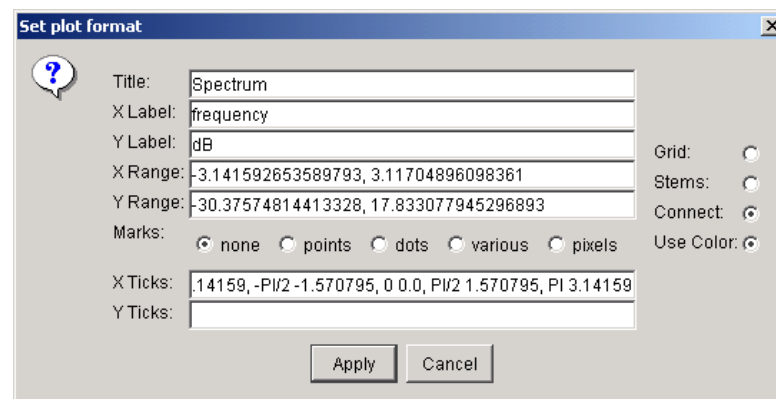 Set plot format
Title: Spectrum
X Label: frequency
Y Label: dB
X Range: -3.141592653589793, 3.11704896098361
Y Range: -30.37574814413328, 17.833077945296893
Marks: none points dots various pixels
X Ticks: .14159, -PI/2 -1.570795, 0 0.0, PI/2 1.570795, PI 3.14159
Y Ticks:
Grid:
Stems:
Connect:
Use Color:
Apply Cancel